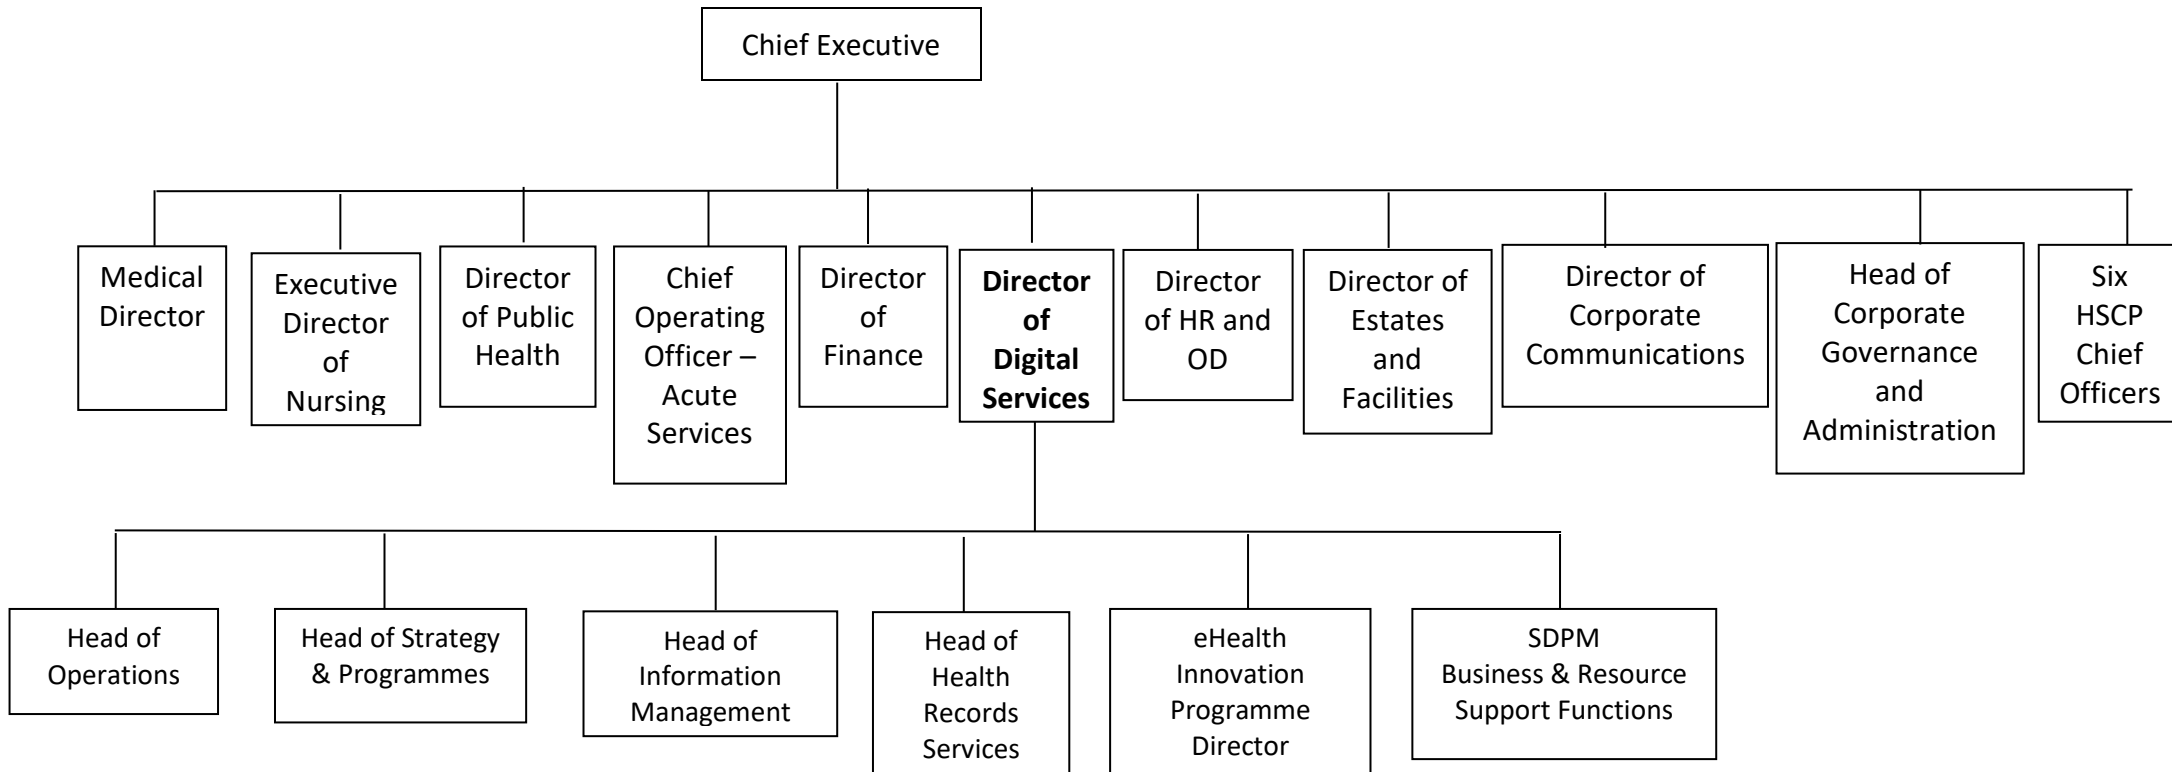 Chief Executive
Medical
Director
Executive
Director
of
Nursing
Director
of Public
Health
Chief
Operating
Officer –
Acute
Services
Director
of
Finance
Director
of
Digital
Services
Director
of HR and
OD
Director of
Estates
and
Facilities
Director of
Corporate
Communications
Head of
Corporate
Governance
and
Administration
Six
HSCP
Chief
Officers
Head of
Operations
Head of Strategy
& Programmes
Head of
Information
Management
Head of
Health
Records
Services
eHealth
Innovation
Programme
Director
SDPM
Business & Resource
Support Functions